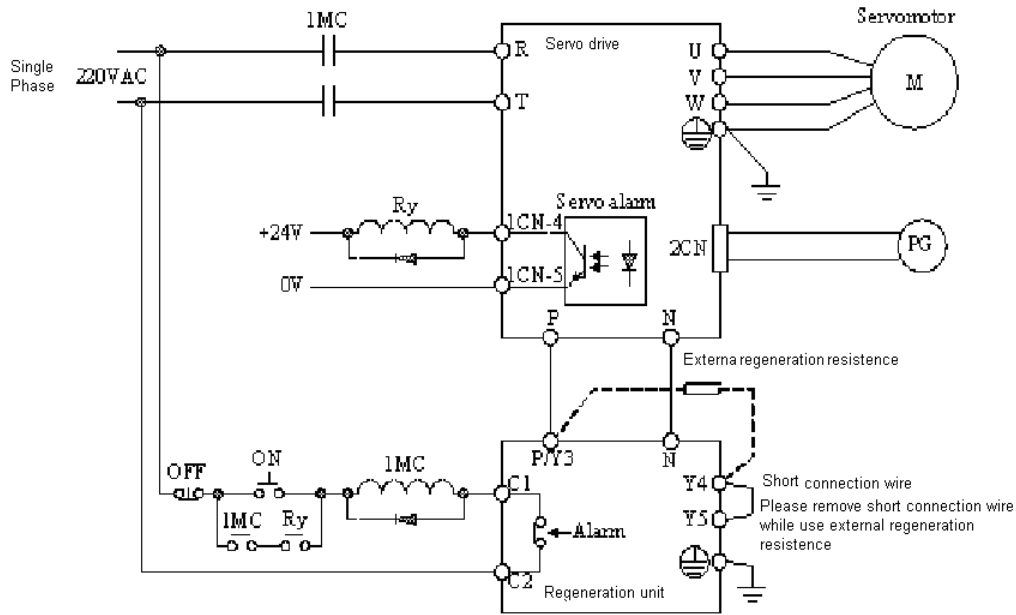 1MC
Servomotor
Single
Phase
220VAC
R
Servo drive
U
V
M
T
W
Servo alarm
Ry
+24V
1CN-4
2CN
PG
0V
1CN-5
P
N
Externa regeneration resistence
P/Y3
N
OFF
ON
1MC
C1
Y4
Short connection wire
Please remove short connection wire
while use external regeneration
resistence
1MC
Ry
Alarm
Y5
C2
Regeneration unit